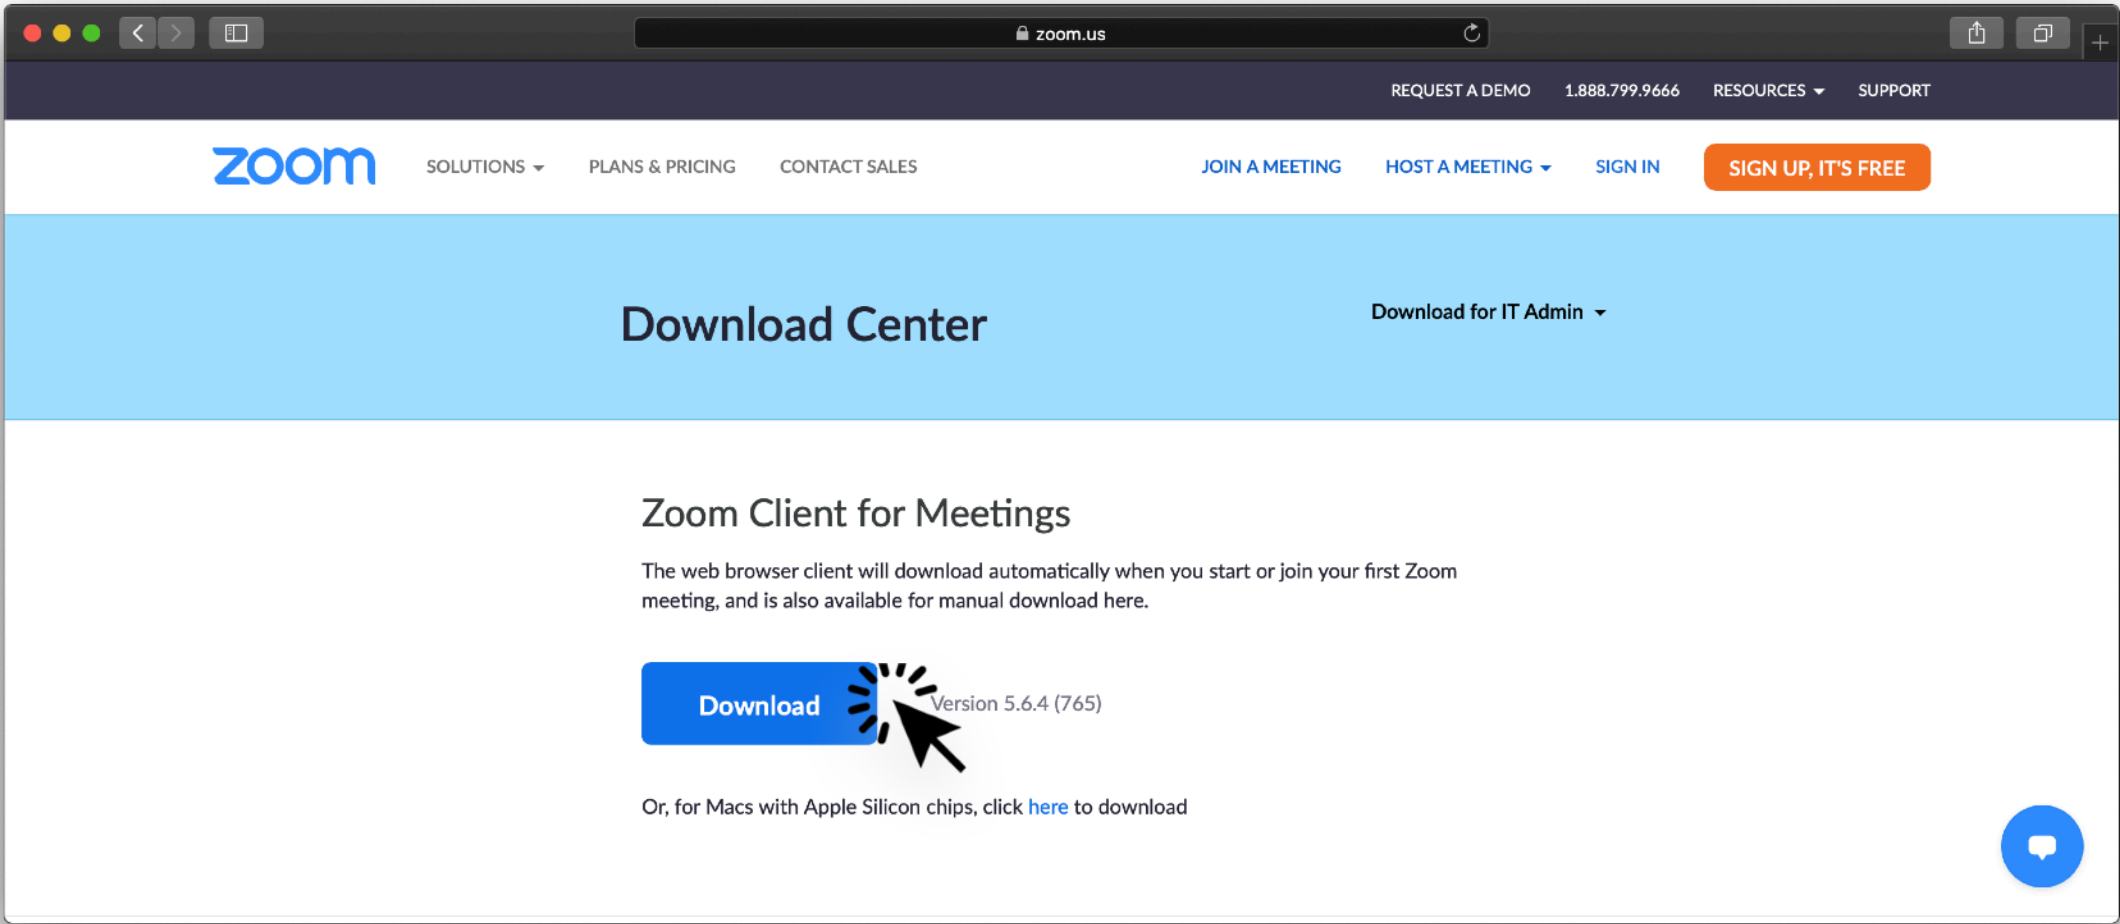 zoom.us
REQUEST A DEMO 1.888.799.9666 RESOURCES SUPPORT
zoom SOLUTIONS PLANS & PRICING CONTACT SALES JOIN A MEETING HOST A MEETING SIGN IN SIGN UP, IT'S FREE
Download Center
Download for IT Admin
Zoom Client for Meetings
The web browser client will download automatically when you start or join your first Zoom
meeting, and is also available for manual download here.
Download Version 5.6.4 (765)
Or, for Macs with Apple Silicon chips, click here to download